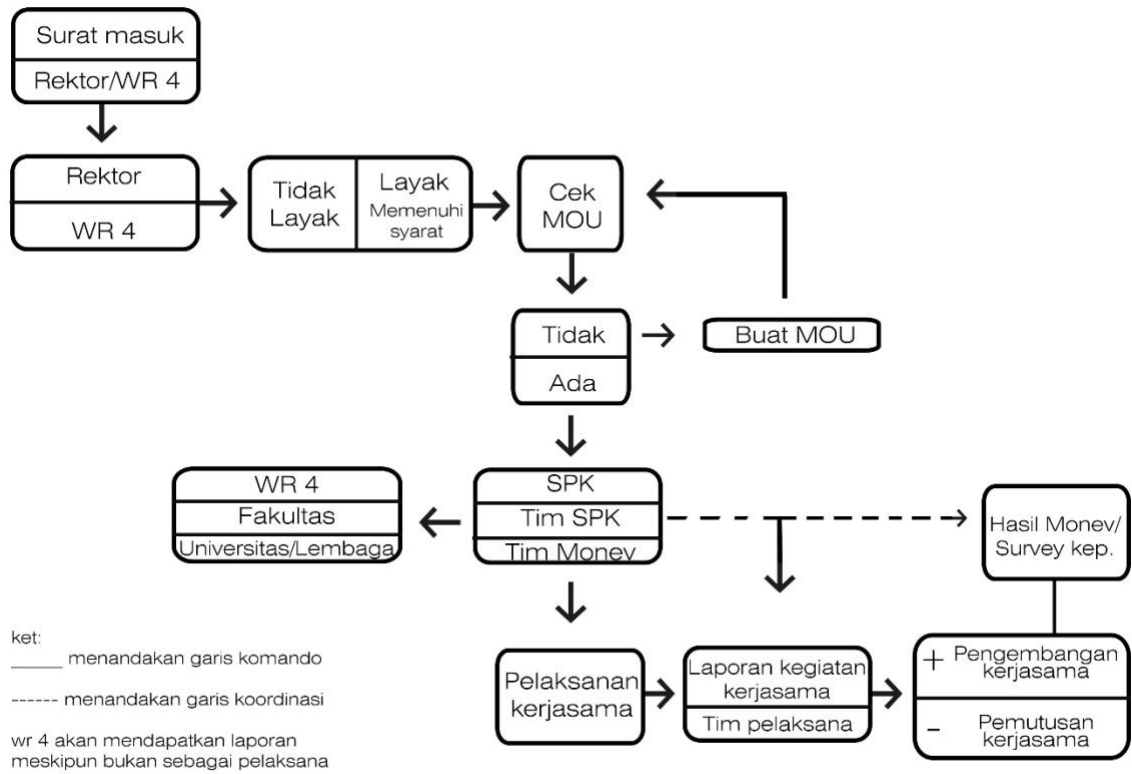 Surat masuk
Rektor/WR 4
Rektor
WR 4
Tidak
Layak
Layak
Memenuhi
syarat
Cek
MOU
Tidak
Ada
Buat MOU
WR 4
Fakultas
Universitas/Lembaga
SPK
Tim SPK
Tim Monev
Hasil Monev/
Survey kep.
ket:
______ menandakan garis komando
------ menandakan garis koordinasi
wr 4 akan mendapatkan laporan
meskipun bukan sebagai pelaksana
Pelaksanan
kerjasama
Laporan kegiatan
kerjasama
Tim pelaksana
+ Pengembangan
kerjasama
- Pemutusan
kerjasama